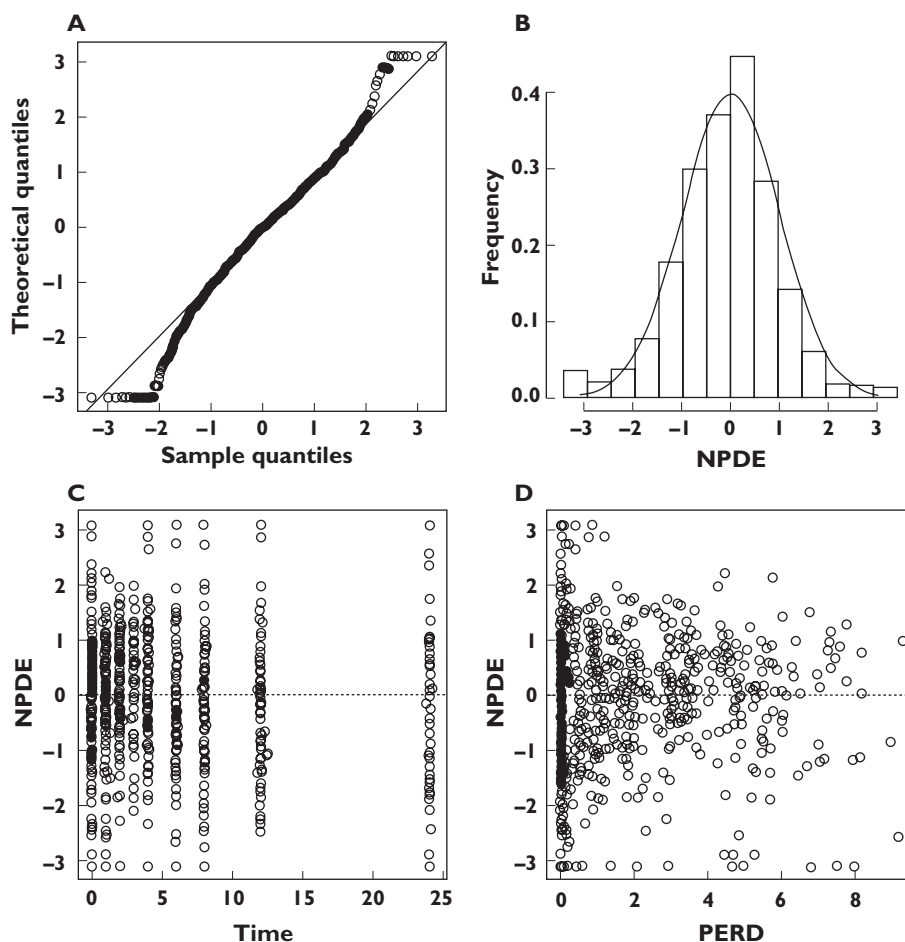 A
3
2
1
0
−1
−2
−3
Theoretical quantiles
−3 −2 −1 0 1 2 3
Sample quantiles
B
0.4
0.3
0.2
0.1
0.0
Frequency
−3 −2 −1 0 1 2 3
NPDE
C
3
2
1
0
−1
−2
−3
NPDE
0 5 10 15 20 25
Time
D
3
2
1
0
−1
−2
−3
NPDE
0 2 4 6 8
PERD